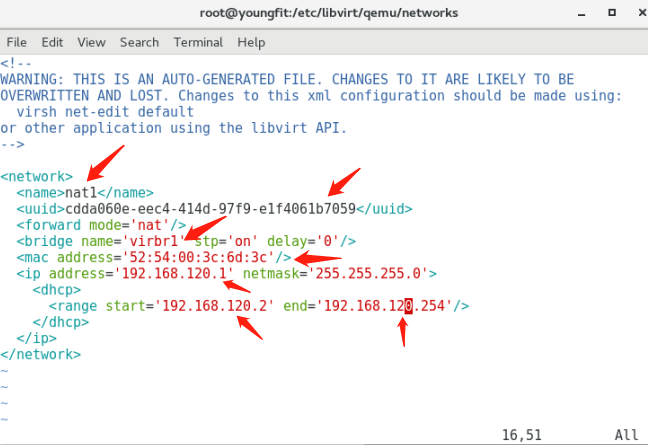 root@youngfit:/etc/libvirt/qemu/networks
File Edit View Search Terminal Help
<!--
WARNING: THIS IS AN AUTO-GENERATED FILE. CHANGES TO IT ARE LIKELY TO BE
OVERWRITTEN AND LOST. Changes to this xml configuration should be made using:
  virsh net-edit default
or other application using the libvirt API.
-->
<network>
  <name>nat1</name>
  <uuid>cdda060e-eec4-414d-97f9-e1f4061b7059</uuid>
  <forward mode='nat'/>
  <bridge name='virbr1' stp='on' delay='0'/>
  <mac address='52:54:00:3c:6d:3c'/>
  <ip address='192.168.120.1' netmask='255.255.255.0'>
    <dhcp>
      <range start='192.168.120.2' end='192.168.120.254'/>
    </dhcp>
  </ip>
</network>
~
~
~
~
16,51 All